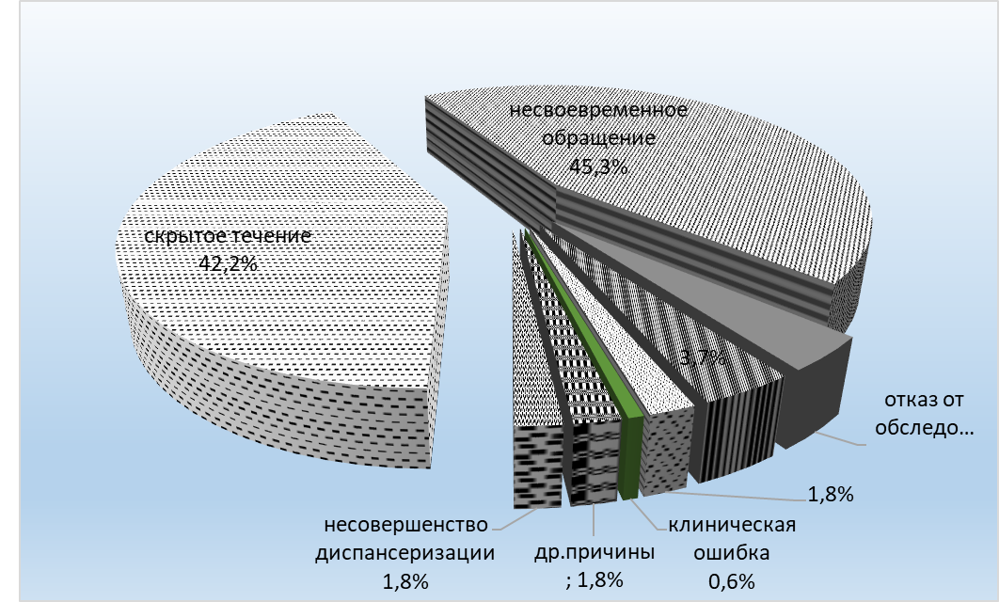 несвоевременное
обращение
45,3%
скрытое течение
42,2%
3,7%
отказ от
обследо...
1,8%
клиническая
ошибка
0,6%
др.причины
; 1,8%
несовершенство
диспансеризации
1,8%